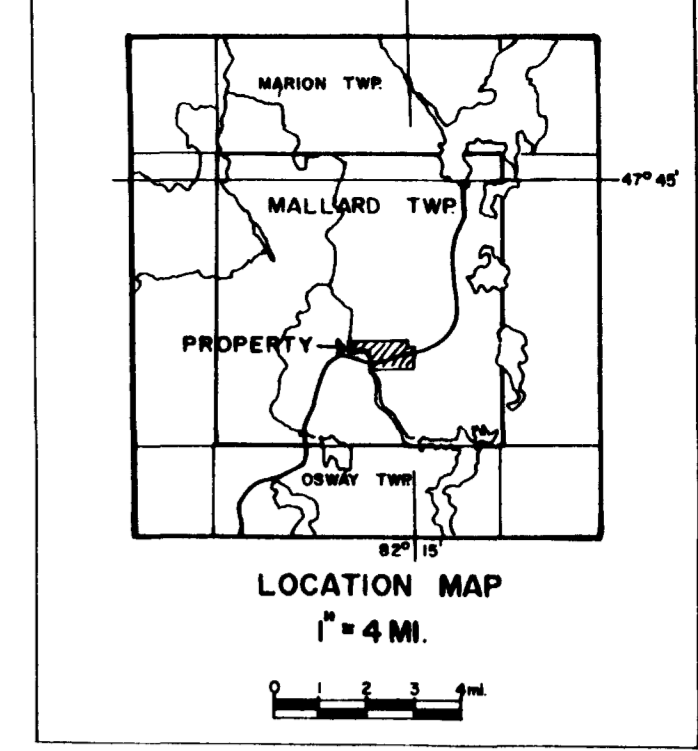 MARION TWP.
47° 45'
MALLARD TWP.
PROPERTY
OSWAY TWP.
82° 15'
LOCATION MAP
1" = 4 MI.
0 1 2 3 4 mi.